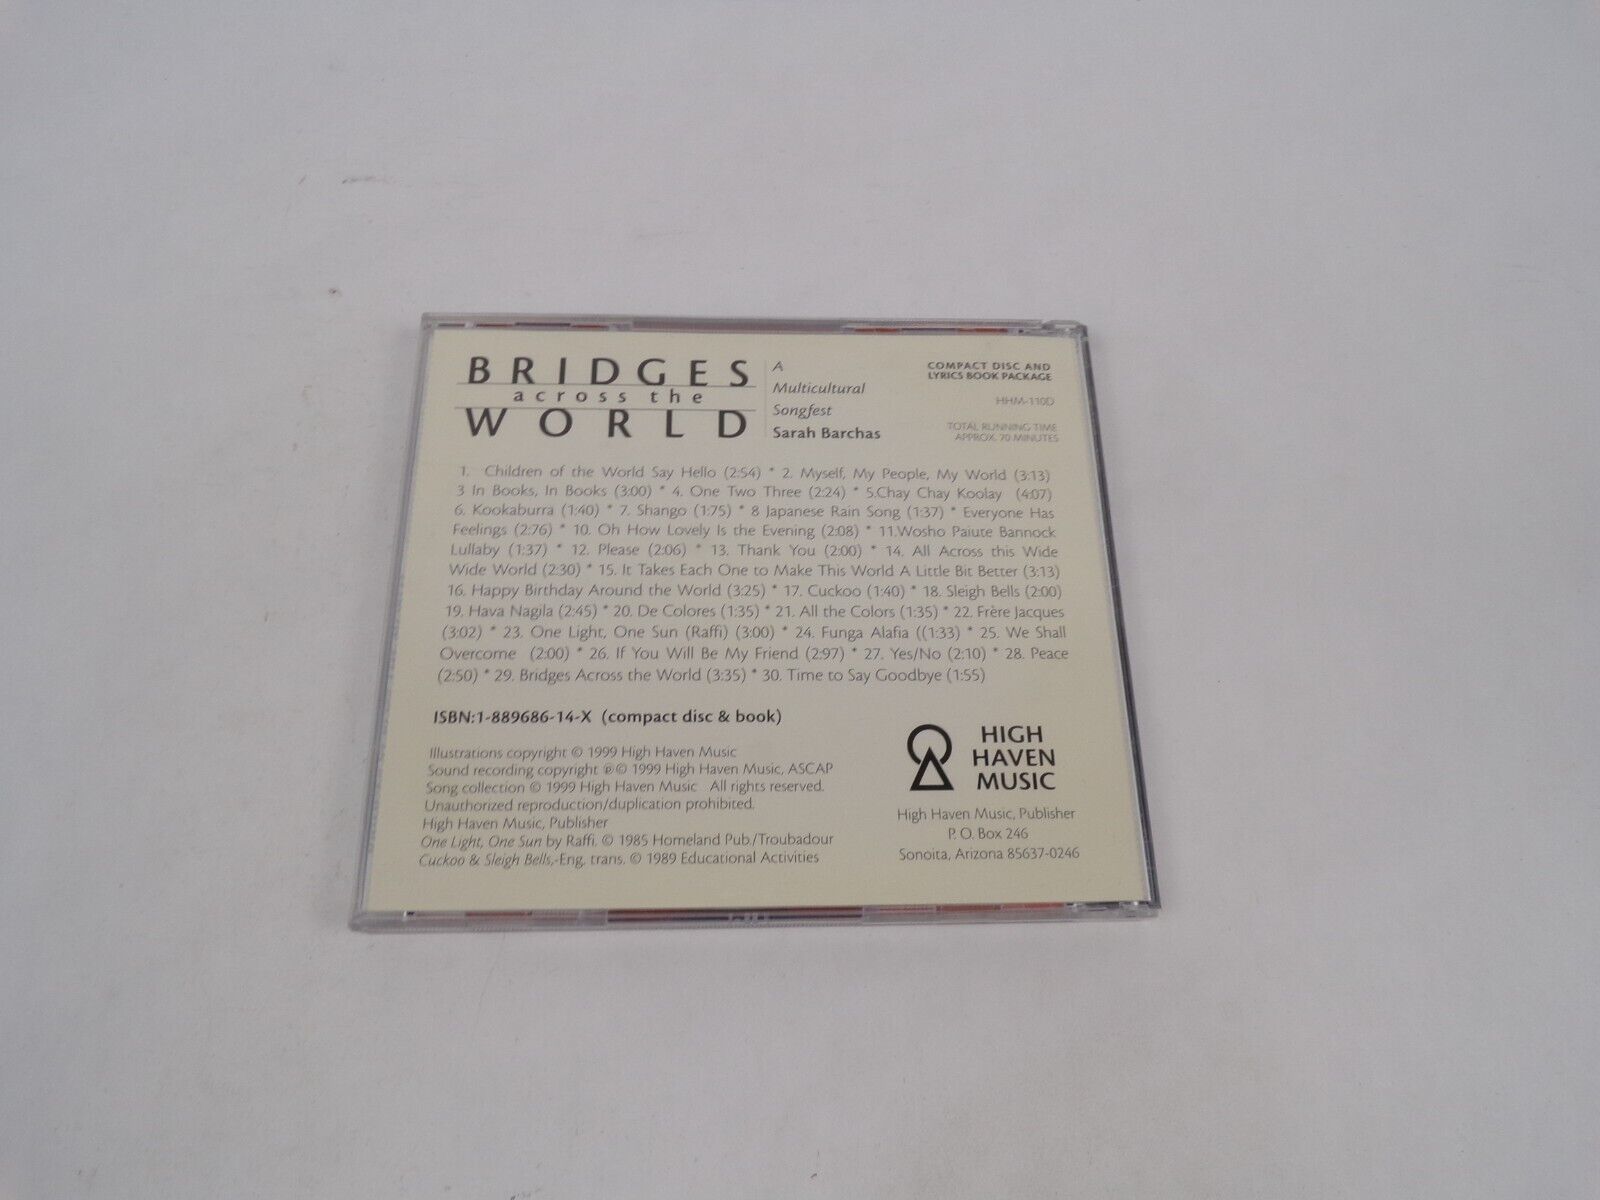 BRIDGES
across the
WORLD
A
Multicultural
Songfest
Sarah Barchas
COMPACT DISC AND
LYRICS BOOK PACKAGE
HHM-110D
TOTAL RUNNING TIME
APPROX. 70 MINUTES
1. Children of the World Say Hello (2:54) * 2. Myself, My People, My World (3:13)
3 In Books, In Books (3:00) * 4. One Two Three (2:24) * 5.Chay Chay Koolay (4:07)
6. Kookaburra (1:40) * 7. Shango (1:75) * 8 Japanese Rain Song (1:37) * Everyone Has
Feelings (2:76) * 10. Oh How Lovely Is the Evening (2:08) * 11.Wosho Paiute Bannock
Lullaby (1:37) * 12. Please (2:06) * 13. Thank You (2:00) * 14. All Across this Wide
Wide World (2:30) * 15. It Takes Each One to Make This World A Little Bit Better (3:13)
16. Happy Birthday Around the World (3:25) * 17. Cuckoo (1:40) * 18. Sleigh Bells (2:00)
19. Hava Nagila (2:45) * 20. De Colores (1:35) * 21. All the Colors (1:35) * 22. Frère Jacques
(3:02) * 23. One Light, One Sun (Raffi) (3:00) * 24. Funga Alafia ((1:33) * 25. We Shall
Overcome (2:00) * 26. If You Will Be My Friend (2:97) * 27. Yes/No (2:10) * 28. Peace
(2:50) * 29. Bridges Across the World (3:35) * 30. Time to Say Goodbye (1:55)
ISBN:1-889686-14-X (compact disc & book)
Illustrations copyright © 1999 High Haven Music
Sound recording copyright ℗© 1999 High Haven Music, ASCAP
Song collection © 1999 High Haven Music All rights reserved.
Unauthorized reproduction/duplication prohibited.
High Haven Music, Publisher
One Light, One Sun by Raffi, © 1985 Homeland Pub/Troubadour
Cuckoo & Sleigh Bells,-Eng. trans. © 1989 Educational Activities
HIGH
HAVEN
MUSIC
High Haven Music, Publisher
P. O. Box 246
Sonoita, Arizona 85637-0246